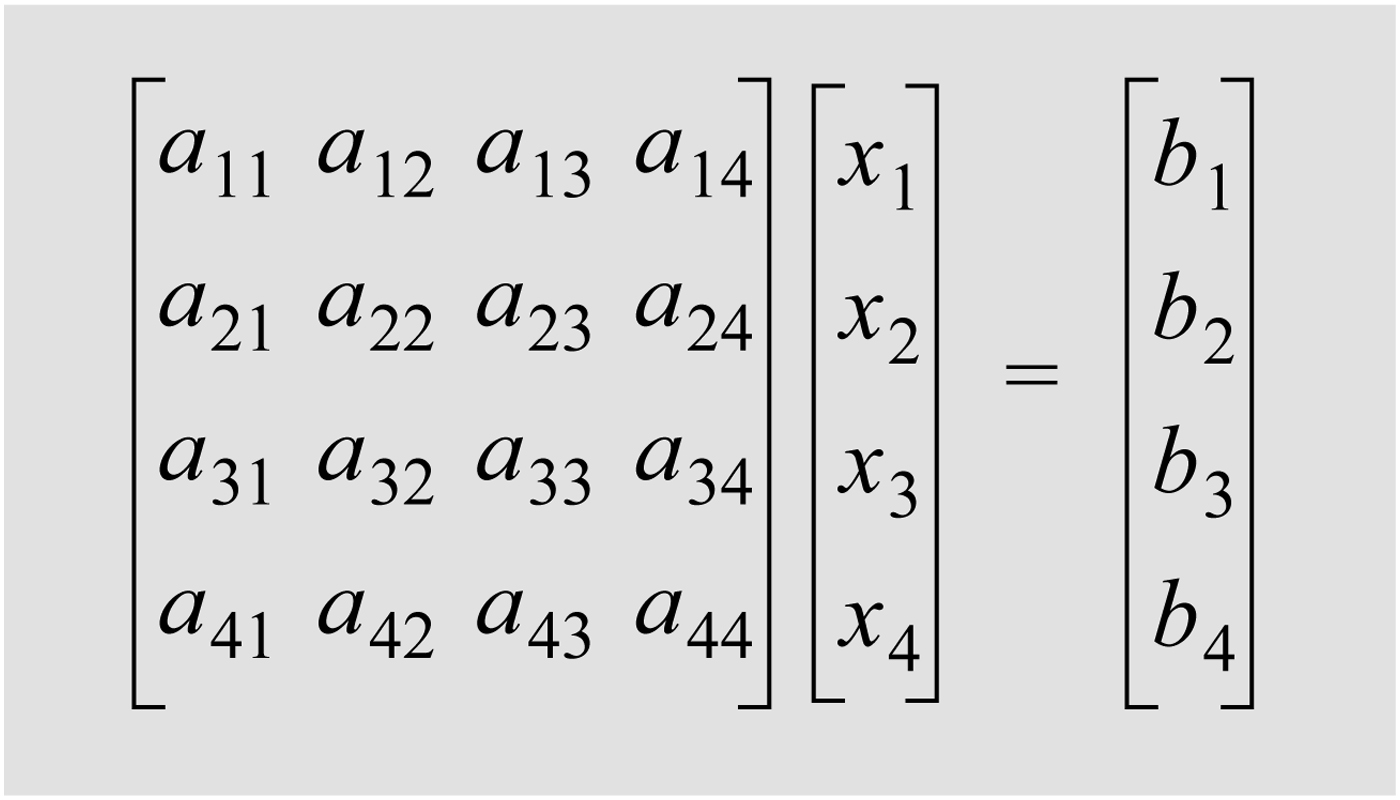 a11 a12 a13 a14 x1 b1
a21 a22 a23 a24 x2 b2
=
a31 a32 a33 a34 x3 b3
a41 a42 a43 a44 x4 b4